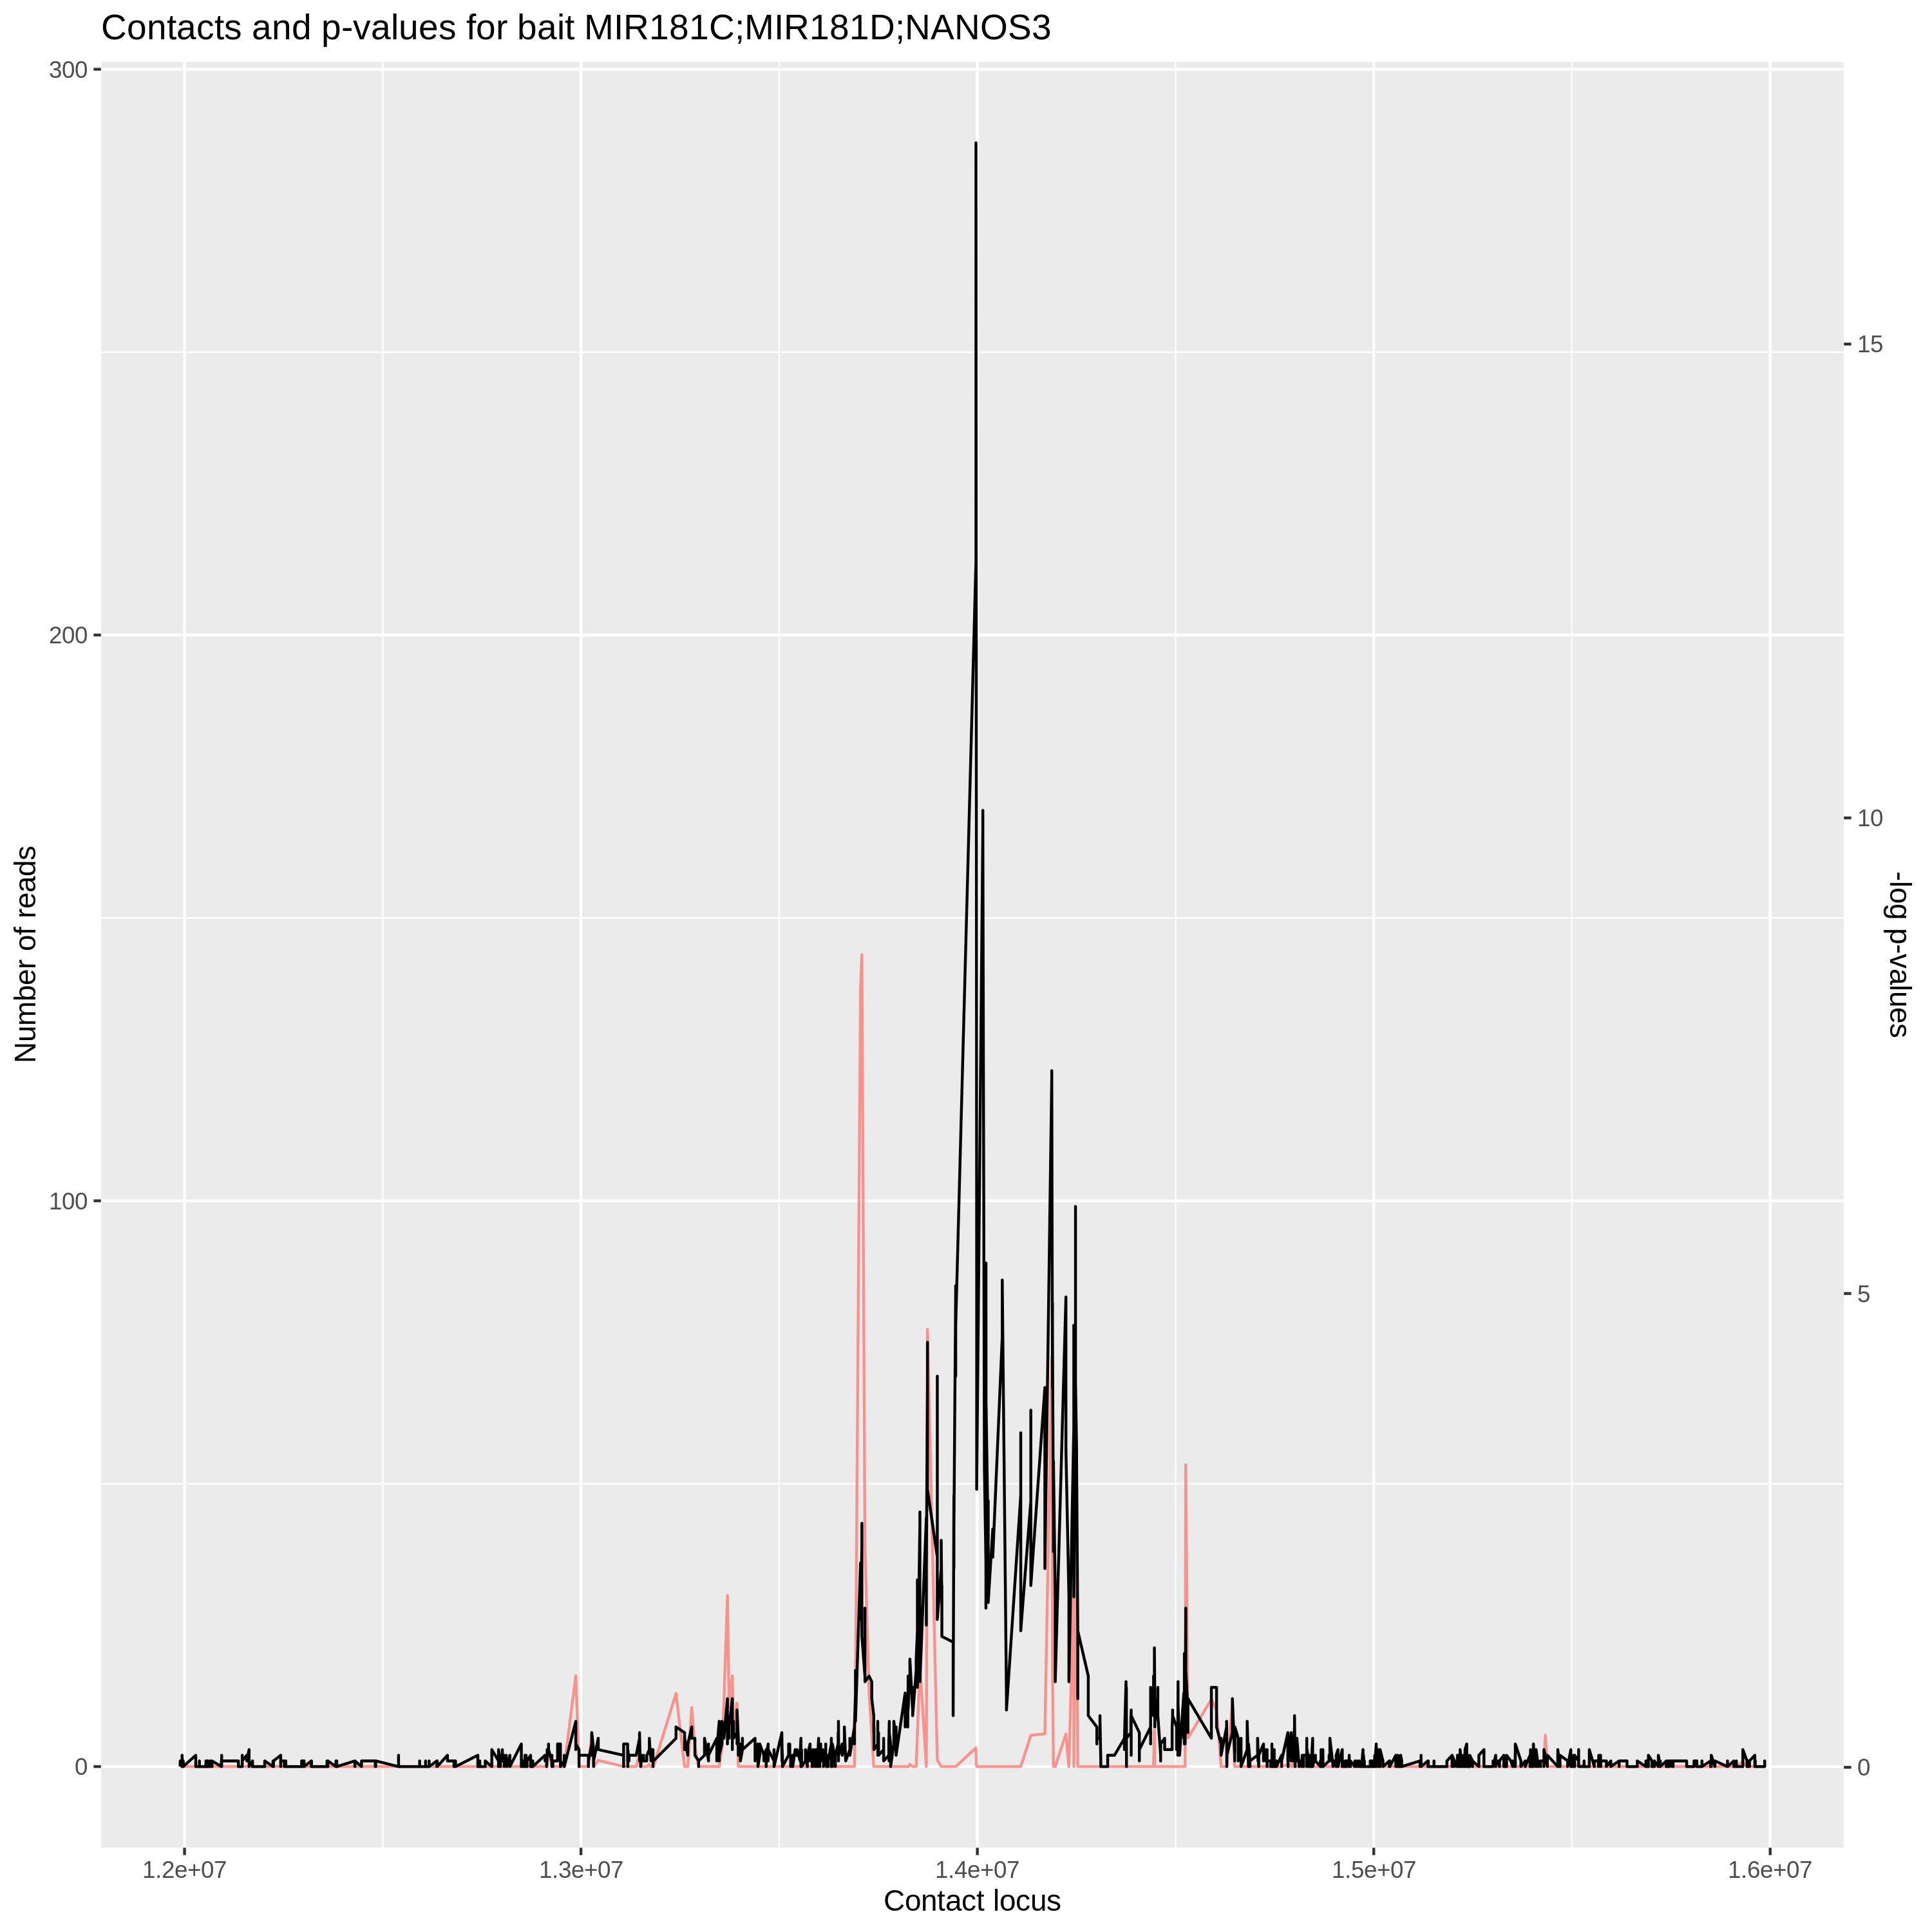 Contacts and p-values for bait MIR181C;MIR181D;NANOS3
300
200
100
0
Number of reads
15
10
5
0
-log p-values
1.2e+07 1.3e+07 1.4e+07 1.5e+07 1.6e+07
Contact locus